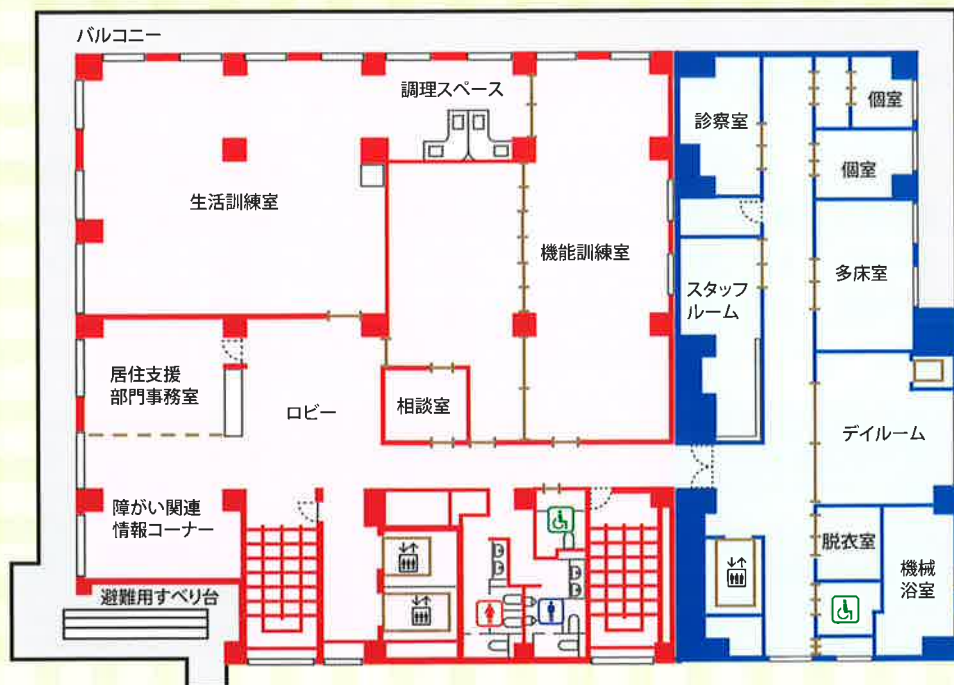 バルコニー
調理スペース
診察室
個室
個室
生活訓練室
機能訓練室
スタッフ
ルーム
多床室
居住支援
部門事務室
ロビー
相談室
デイルーム
障がい関連
情報コーナー
脱衣室
機械
浴室
避難用すべり台